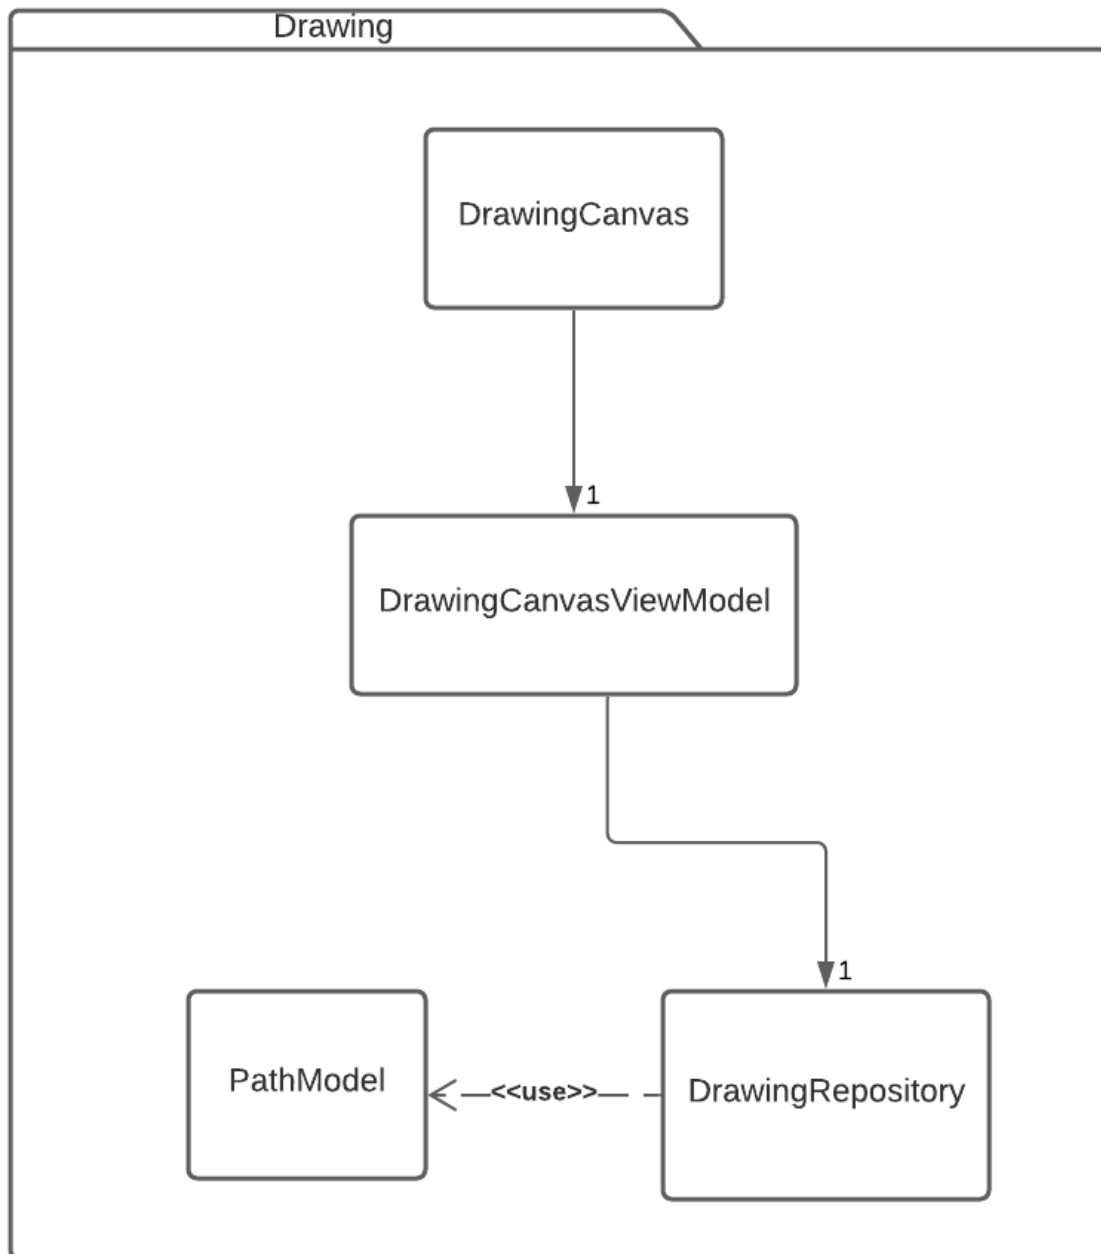 Drawing
DrawingCanvas
1
DrawingCanvasViewModel
1
PathModel
<<use>>
DrawingRepository